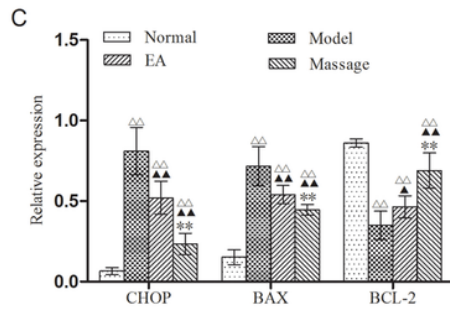 C
Normal
Model
EA
Massage
Relative expression
1.5
1.0
0.5
0.0
△△
△△
▲▲
△△
▲▲
**
△△
△△
▲▲
△△
▲▲
**
△△
△△
▲
△△
▲▲
**
CHOP
BAX
BCL-2